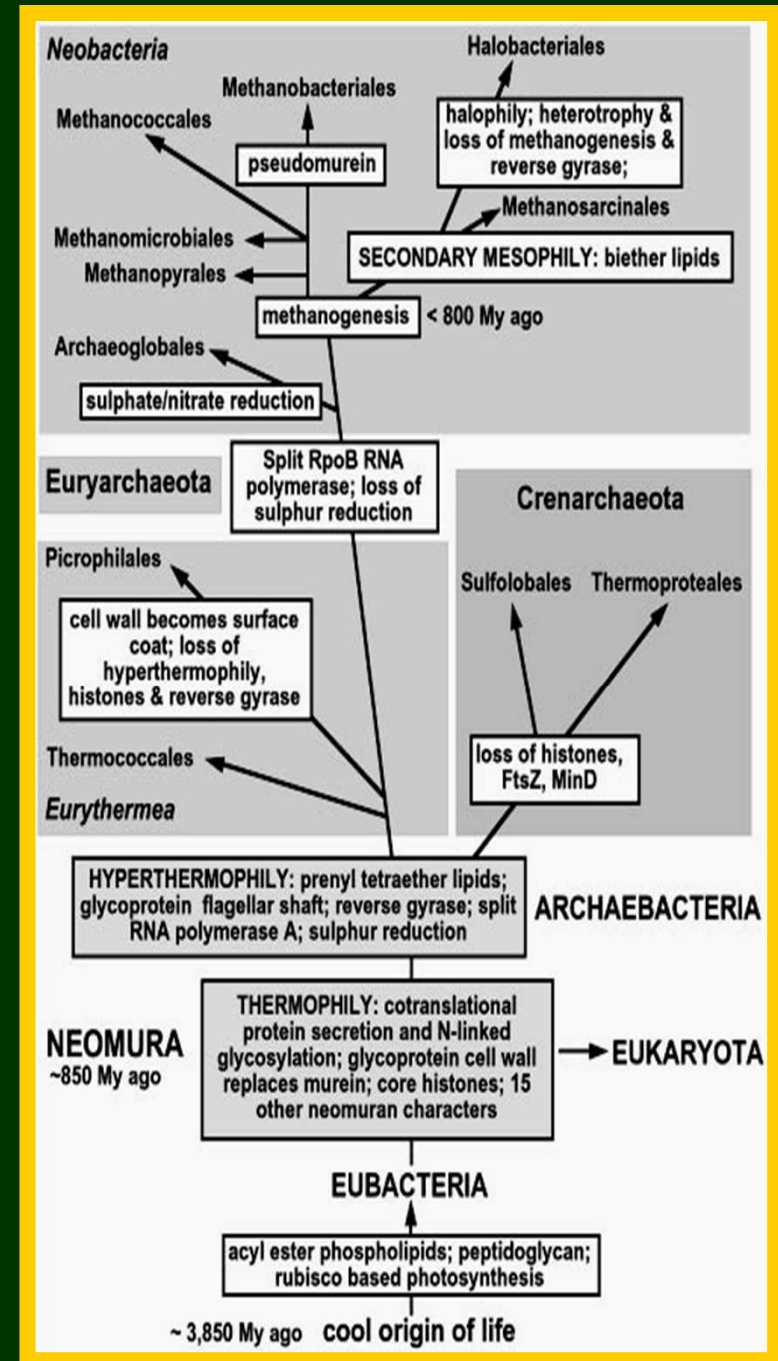 Neobacteria
Halobacteriales
Methanobacteriales
Methanococcales
halophily; heterotrophy &
loss of methanogenesis &
reverse gyrase;
pseudomurein
Methanosarcinales
Methanomicrobiales
SECONDARY MESOPHILY: biether lipids
Methanopyrales
methanogenesis
< 800 My ago
Archaeoglobales
sulphate/nitrate reduction
Euryarchaeota
Split RpoB RNA
polymerase; loss of
sulphur reduction
Crenarchaeota
Picrophilales
Sulfolobales
Thermoproteales
cell wall becomes surface
coat; loss of
hyperthermophily,
histones & reverse gyrase
Thermococcales
loss of histones,
FtsZ, MinD
Eurythermea
HYPERTHERMOPHILY: prenyl tetraether lipids;
glycoprotein flagellar shaft; reverse gyrase; split
RNA polymerase A; sulphur reduction
ARCHAEBACTERIA
NEOMURA
~850 My ago
THERMOPHILY: cotranslational
protein secretion and N-linked
glycosylation; glycoprotein cell wall
replaces murein; core histones; 15
other neomuran characters
EUKARYOTA
EUBACTERIA
acyl ester phospholipids; peptidoglycan;
rubisco based photosynthesis
~ 3,850 My ago
cool origin of life